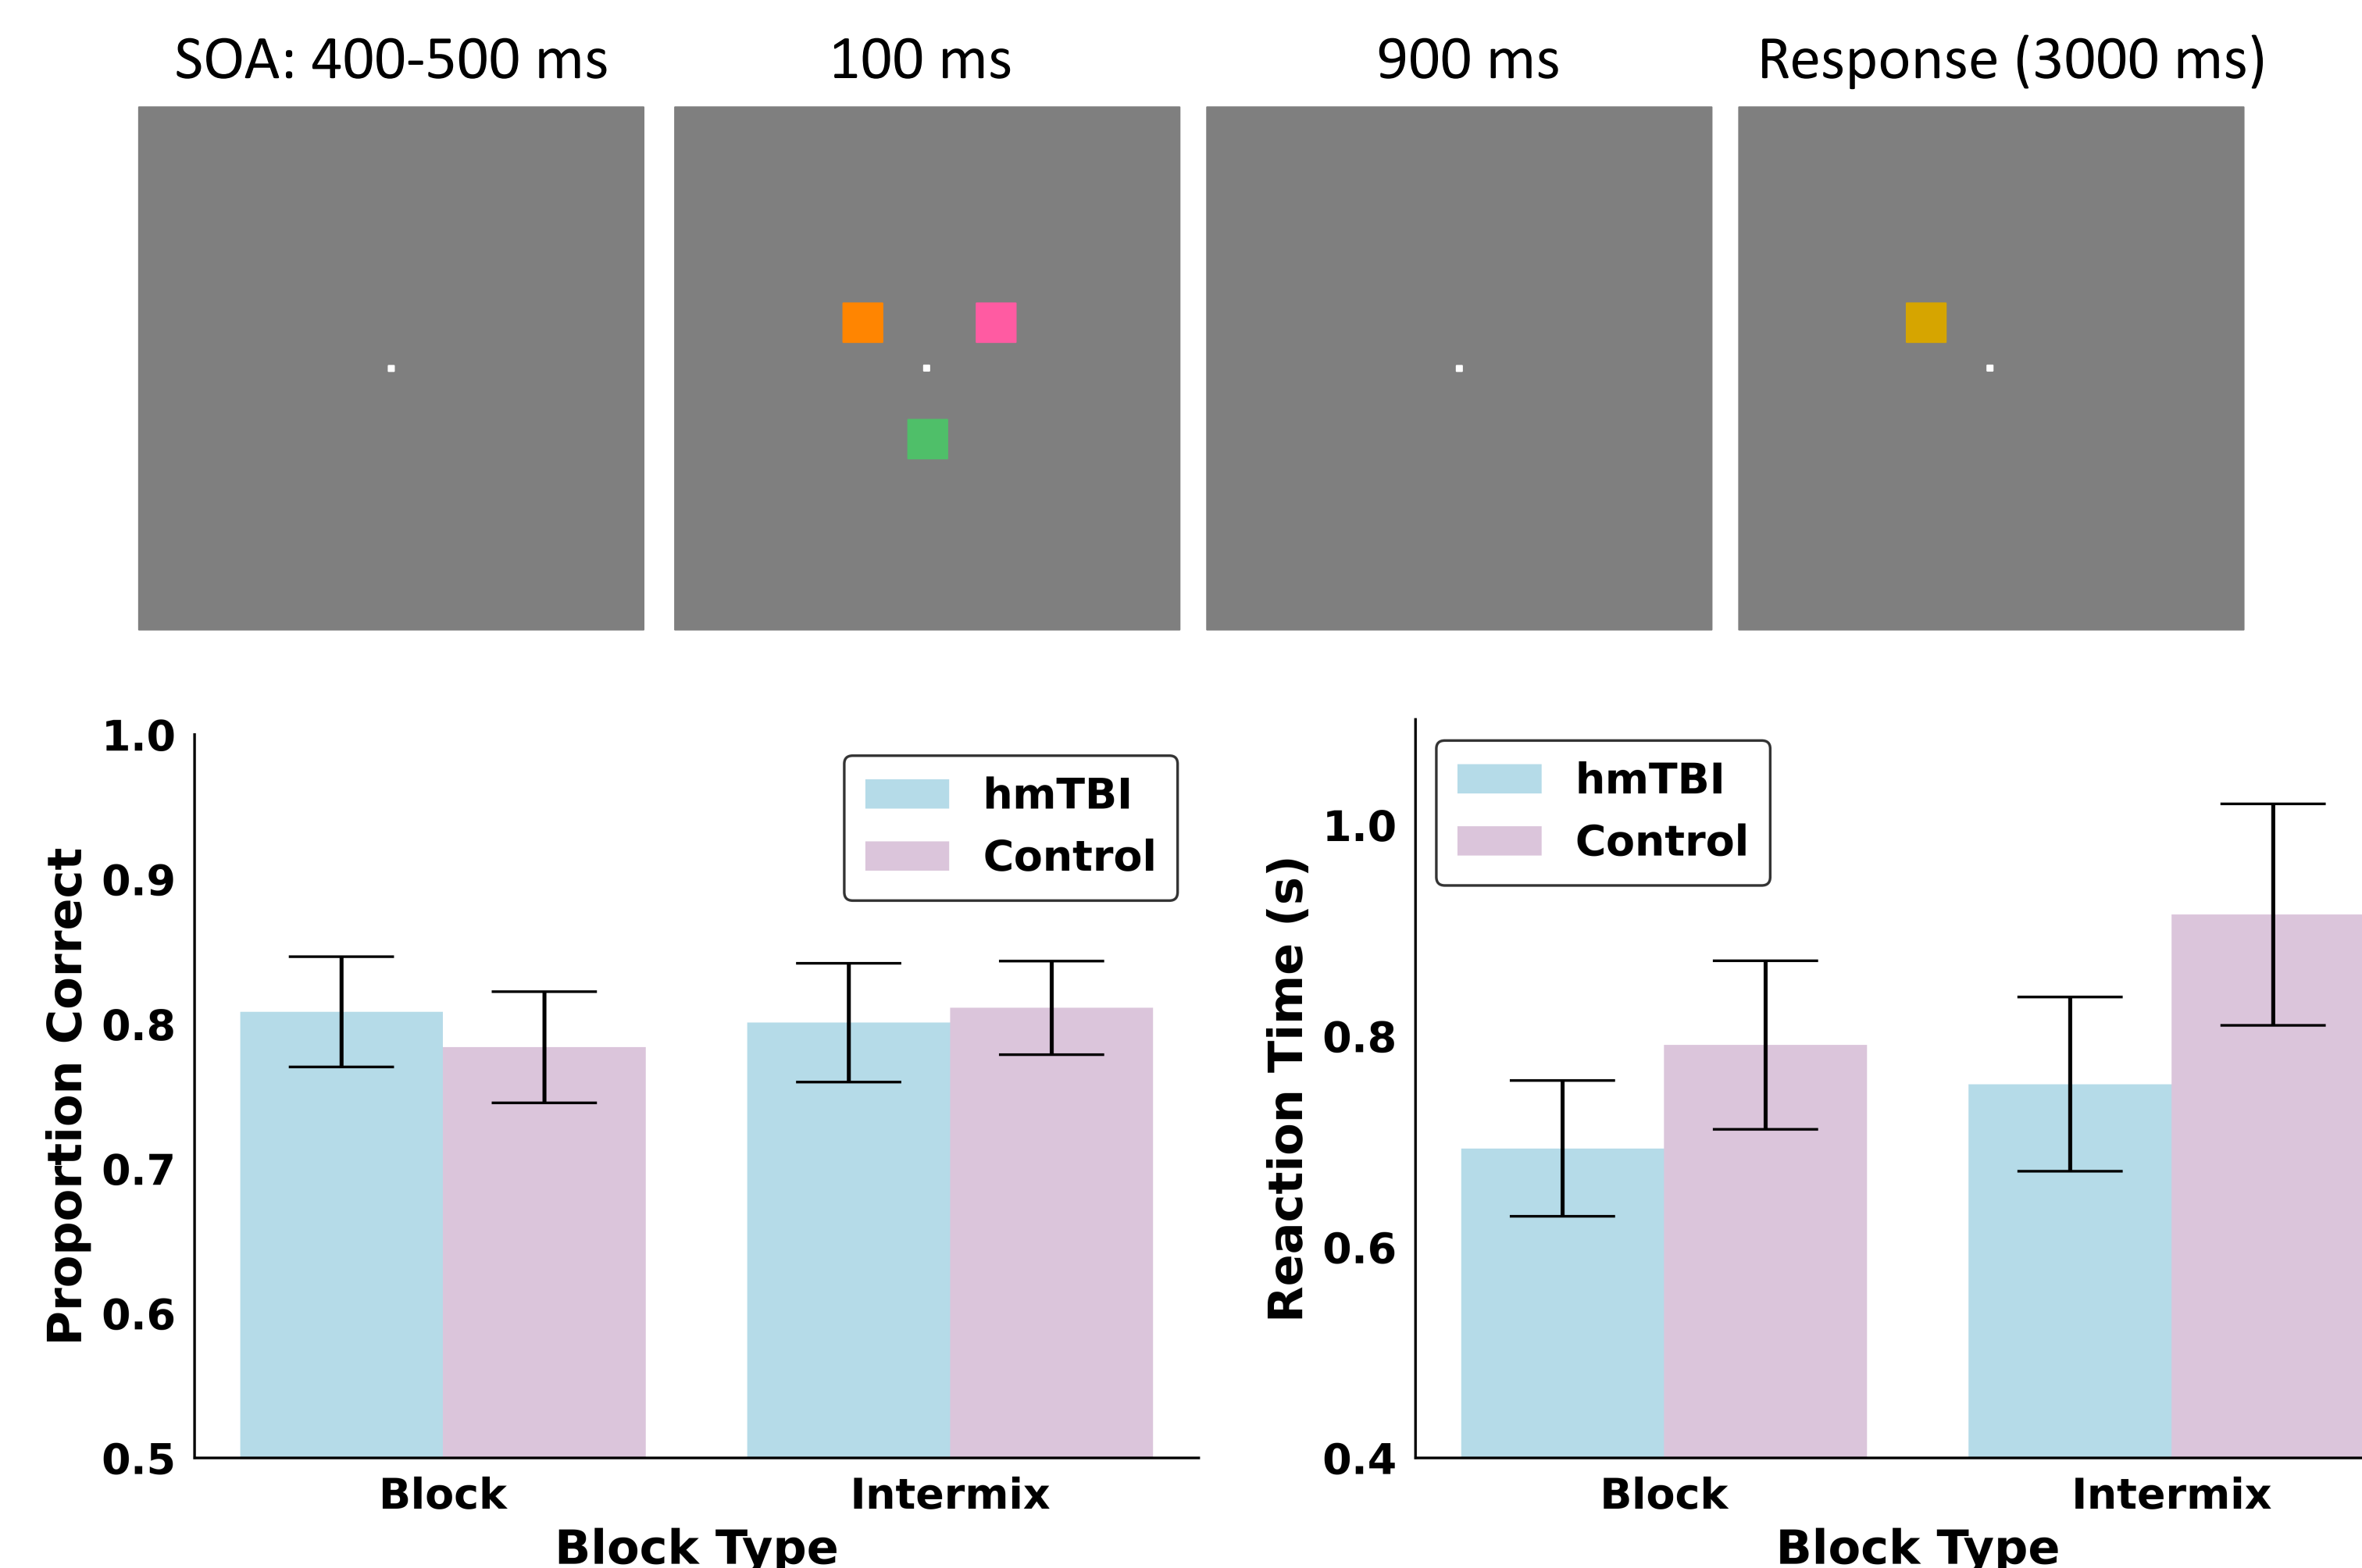 SOA: 400-500 ms
100 ms
900 ms
Response (3000 ms)
Proportion Correct
1.0
0.9
0.8
0.7
0.6
0.5
hmTBI
Control
Block
Intermix
Block Type
Reaction Time (s)
1.0
0.8
0.6
0.4
hmTBI
Control
Block
Intermix
Block Type